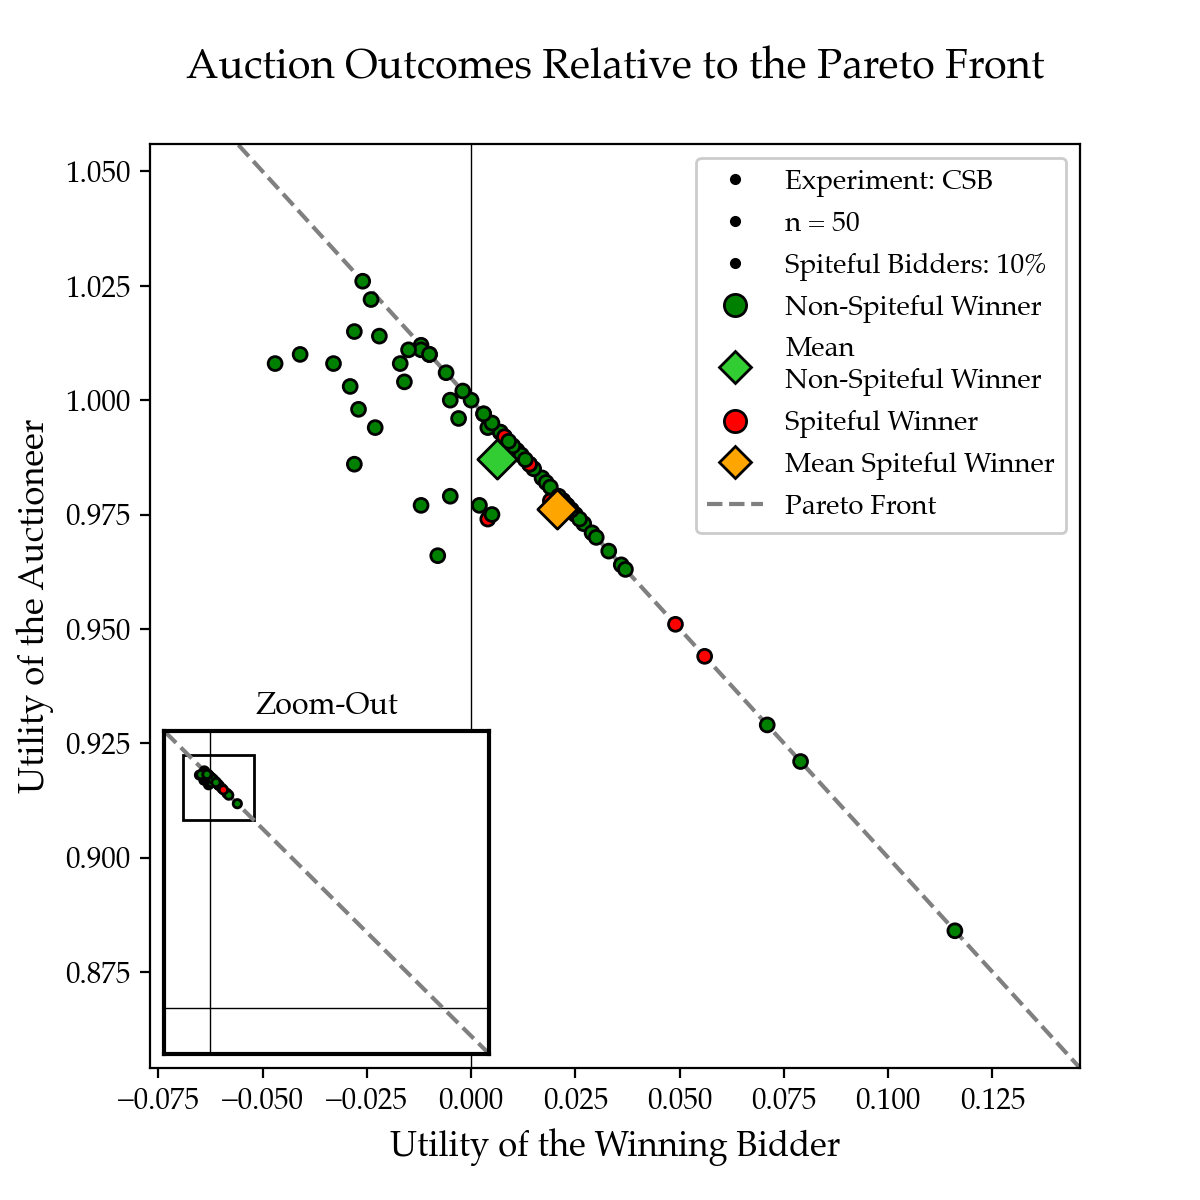 Auction Outcomes Relative to the Pareto Front
Utility of the Auctioneer
1.050
1.025
1.000
0.975
0.950
0.925
0.900
0.875
Experiment: CSB
n = 50
Spiteful Bidders: 10%
Non-Spiteful Winner
Mean
Non-Spiteful Winner
Spiteful Winner
Mean Spiteful Winner
Pareto Front
Zoom-Out
−0.075 −0.050 −0.025 0.000 0.025 0.050 0.075 0.100 0.125
Utility of the Winning Bidder